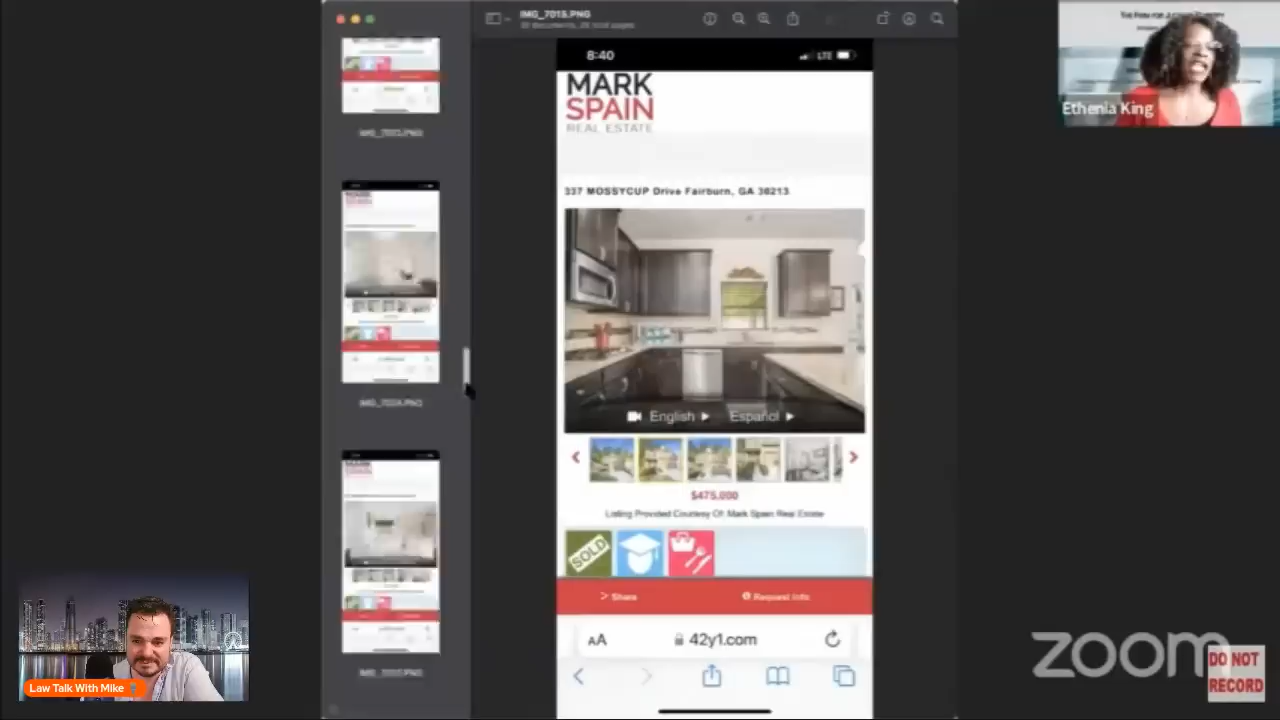 IMG_7015.PNG
8:40
LTE
MARK
SPAIN
REAL ESTATE
337 MOSSYCUP Drive Fairburn, GA 30213
English
Español
$475,000
Listing Provided Courtesy Of: Mark Spain Real Estate
SOLD
Share
Request Info
AA
42y1.com
Ethenia King
Law Talk With Mike
zoom
DO NOT
RECORD